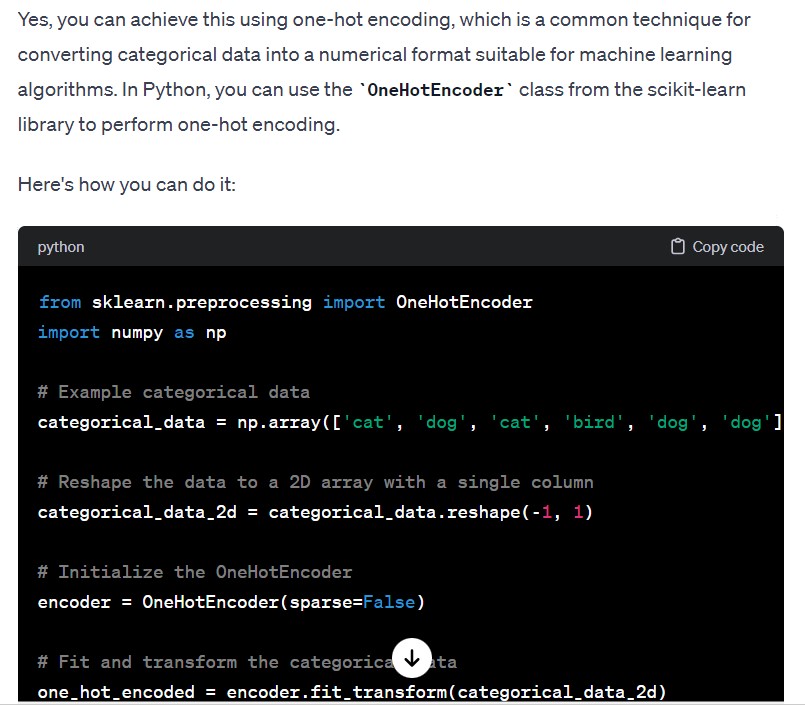 Yes, you can achieve this using one-hot encoding, which is a common technique for
converting categorical data into a numerical format suitable for machine learning
algorithms. In Python, you can use the `OneHotEncoder` class from the scikit-learn
library to perform one-hot encoding.
Here's how you can do it:
python Copy code
from sklearn.preprocessing import OneHotEncoder
import numpy as np
# Example categorical data
categorical_data = np.array(['cat', 'dog', 'cat', 'bird', 'dog', 'dog']
# Reshape the data to a 2D array with a single column
categorical_data_2d = categorical_data.reshape(-1, 1)
# Initialize the OneHotEncoder
encoder = OneHotEncoder(sparse=False)
# Fit and transform the categorica ata
one_hot_encoded = encoder.fit_transform(categorical_data_2d)